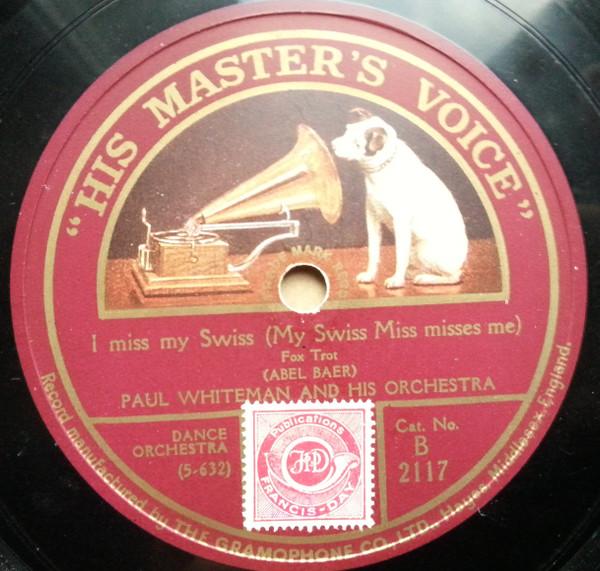 "HIS MASTER'S VOICE"
I miss my Swiss (My Swiss Miss misses me)
Fox Trot
(ABEL BAER)
PAUL WHITEMAN AND HIS ORCHESTRA
DANCE
ORCHESTRA
(5-632)
Publications
FRANCIS-DAY
Cat. No.
B
2117
Record manufactured by THE GRAMOPHONE CO., LTD., Hayes, Middlesex, England.